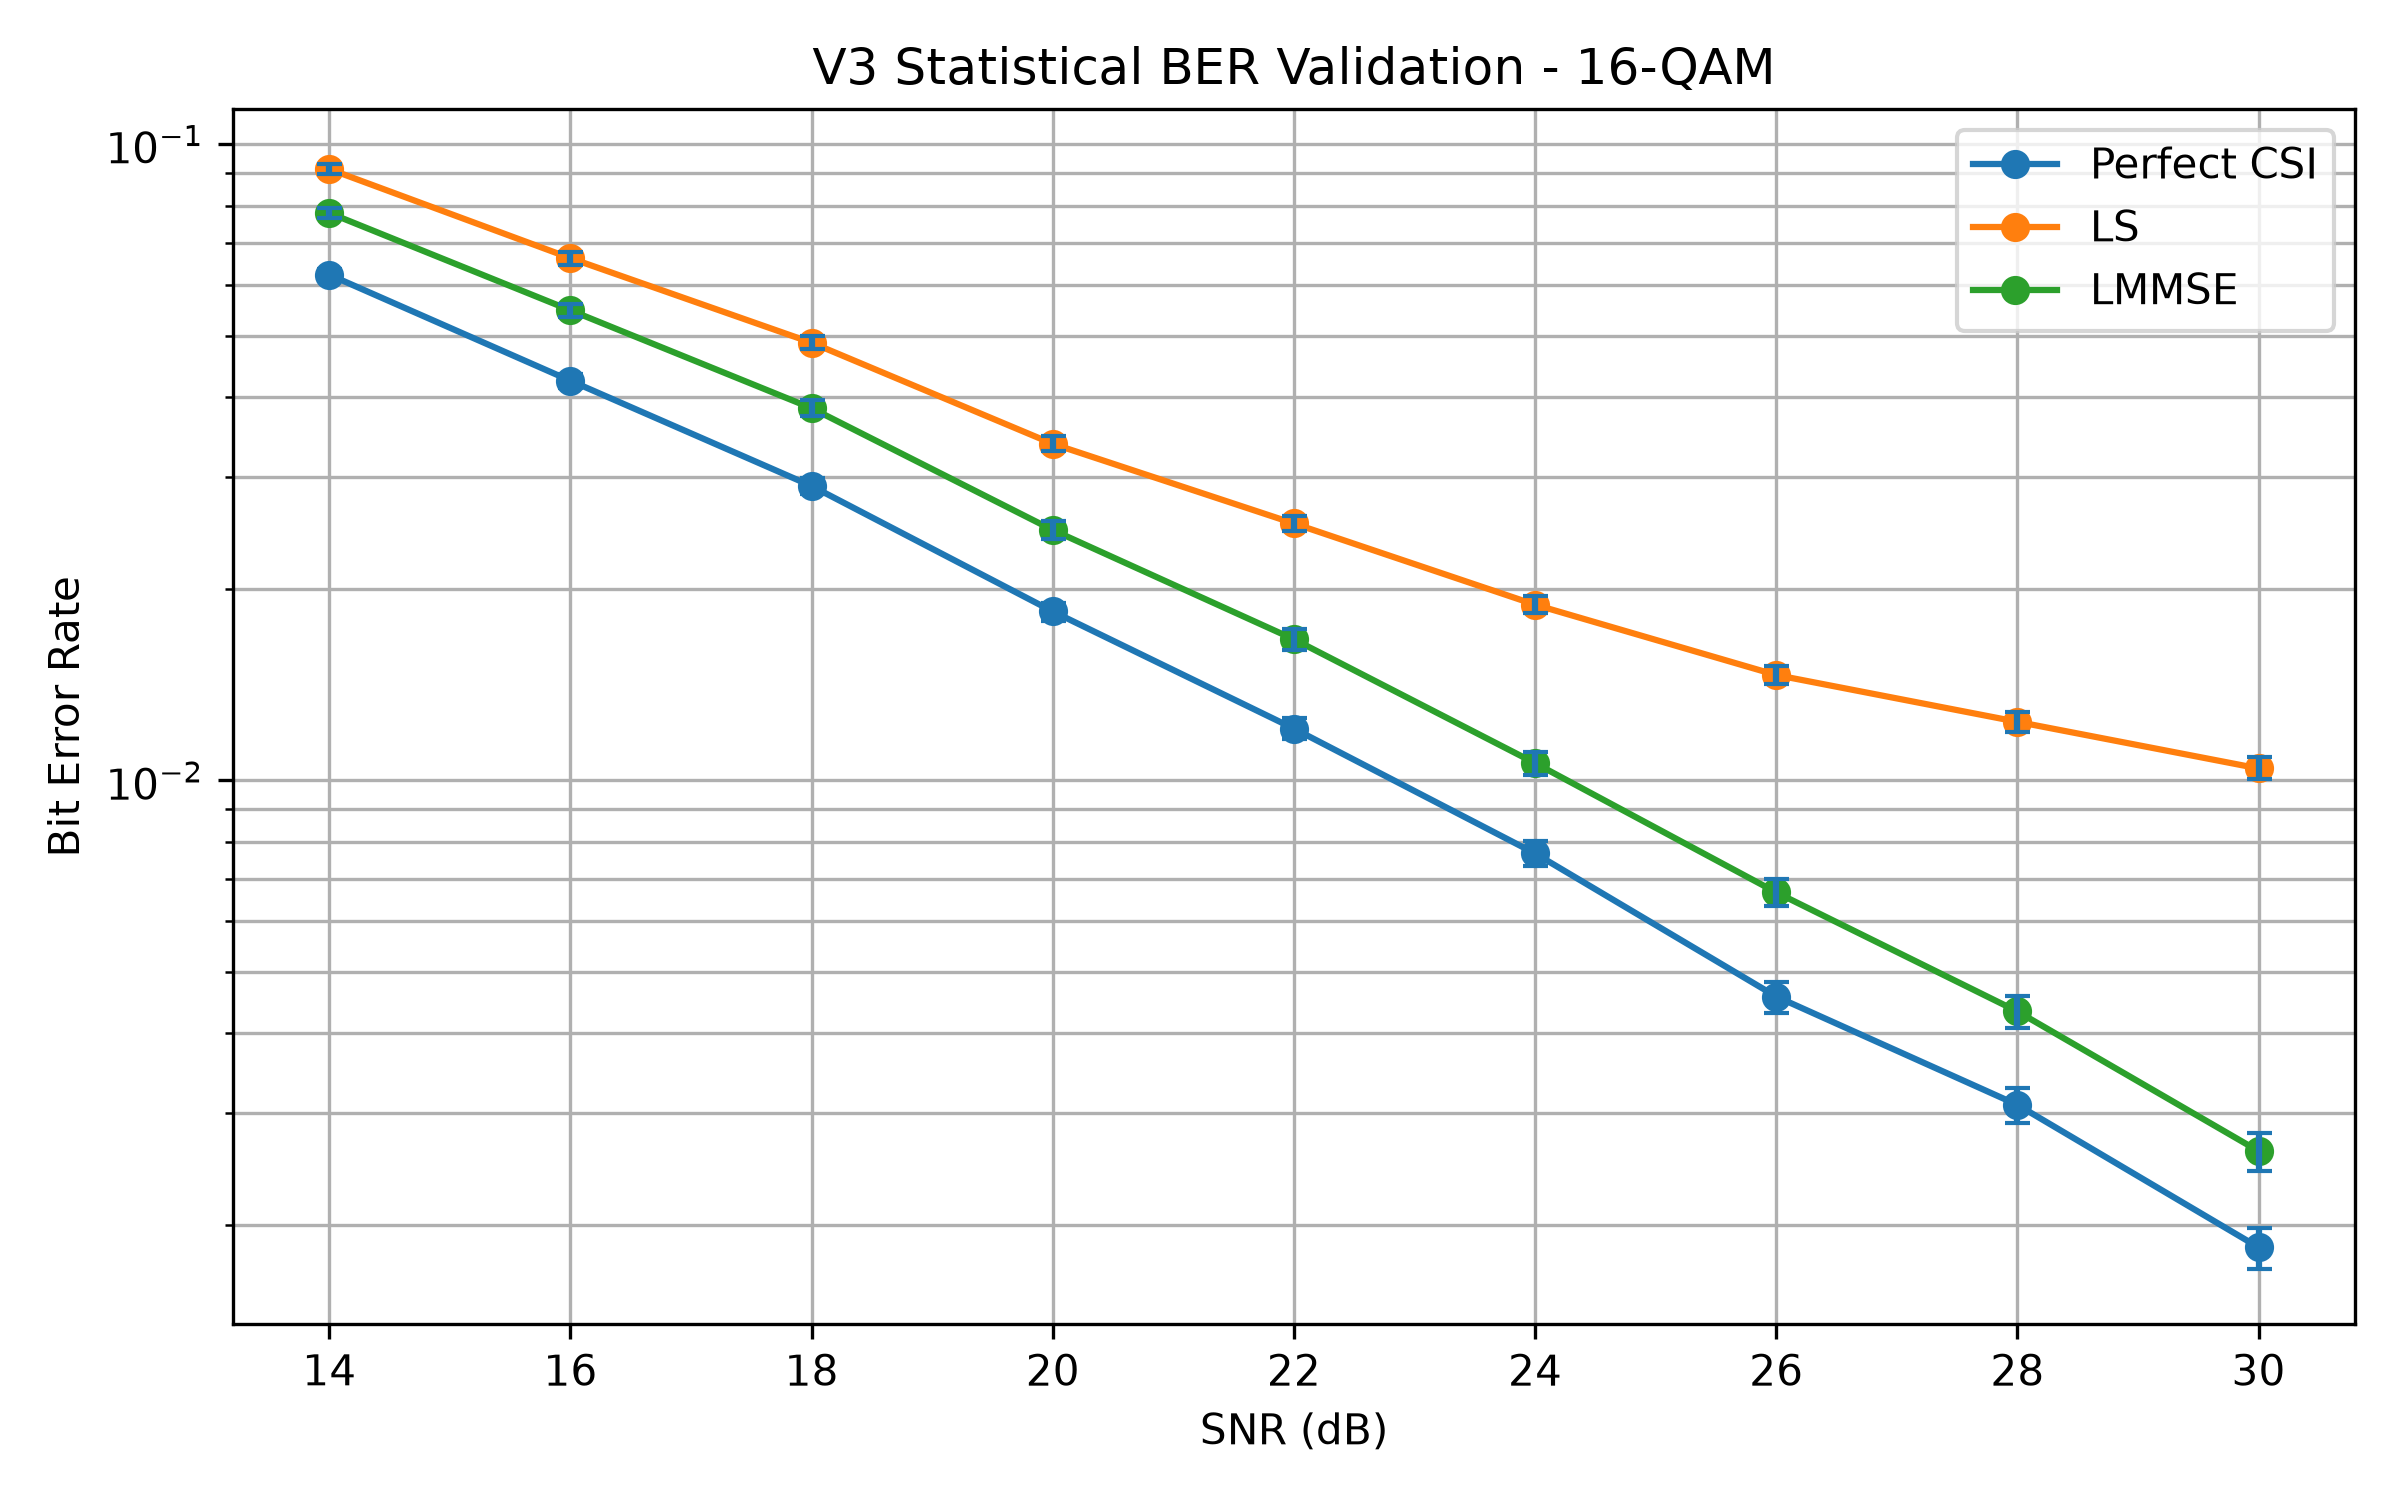 V3 Statistical BER Validation - 16-QAM
Perfect CSI
LS
LMMSE
10⁻¹
10⁻²
Bit Error Rate
14 16 18 20 22 24 26 28 30
SNR (dB)